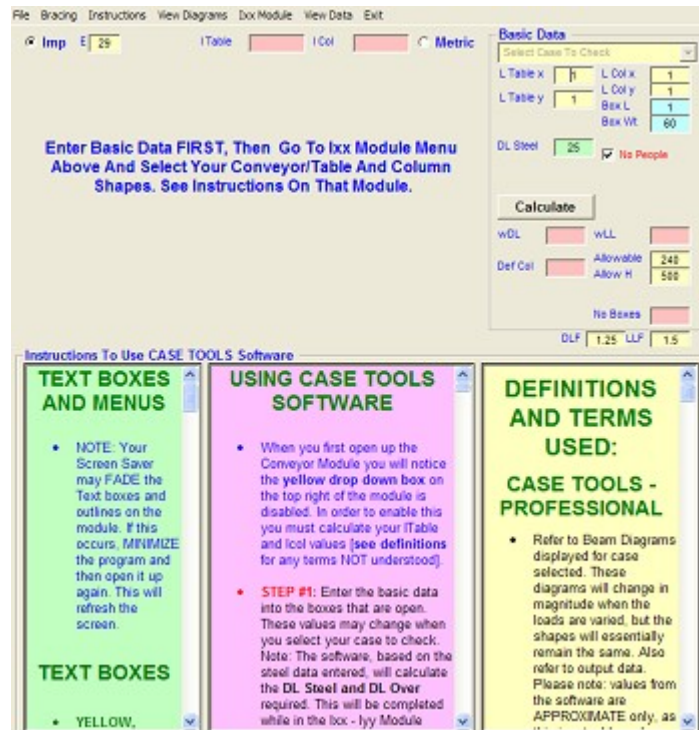 File Bracing Instructions View Diagrams Ixx Module View Data Exit
Imp E 29 I Table I Col Metric
Basic Data
Select Case To Check
L Table x 1 L Col x 1
L Table y 1 L Col y 1
Box L 1
Box Wt 60
DL Steel 25 No People
Enter Basic Data FIRST, Then Go To Ixx Module Menu
Above And Select Your Conveyor/Table And Column
Shapes. See Instructions On That Module.
Calculate
wDL wLL
Def Col Allowable 240
Allow H 500
No Boxes
DLF 1.25 LLF 1.5
Instructions To Use CASE TOOLS Software
TEXT BOXES
AND MENUS
• NOTE: Your
Screen Saver
may FADE the
Text boxes and
outlines on the
module. If this
occurs, MINIMIZE
the program and
then open it up
again. This will
refresh the
screen.
TEXT BOXES
• YELLOW,
USING CASE TOOLS
SOFTWARE
• When you first open up the
Conveyor Module you will notice
the yellow drop down box on
the top right of the module is
disabled. In order to enable this
you must calculate your ITable
and Icol values [see definitions
for any terms NOT understood].
• STEP #1: Enter the basic data
into the boxes that are open.
These values may change when
you select your case to check.
Note: The software, based on the
steel data entered, will calculate
the DL Steel and DL Over
required. This will be completed
while in the Ixx - Iyy Module
DEFINITIONS
AND TERMS
USED:
CASE TOOLS -
PROFESSIONAL
• Refer to Beam Diagrams
displayed for case
selected. These
diagrams will change in
magnitude when the
loads are varied, but the
shapes will essentially
remain the same. Also
refer to output data.
Please note: values from
the software are
APPROXIMATE only, as